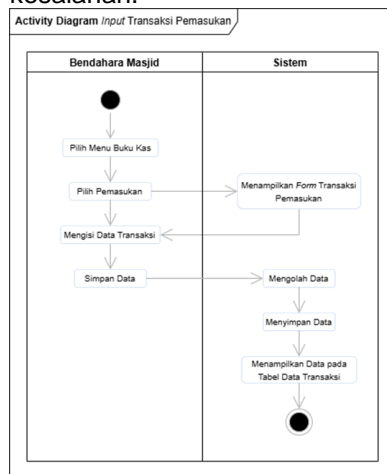 kesalahan.
Activity Diagram Input Transaksi Pemasukan
Bendahara Masjid
Sistem
Pilih Menu Buku Kas
Pilih Pemasukan
Menampilkan Form Transaksi
Pemasukan
Mengisi Data Transaksi
Simpan Data
Mengolah Data
Menyimpan Data
Menampilkan Data pada
Tabel Data Transaksi